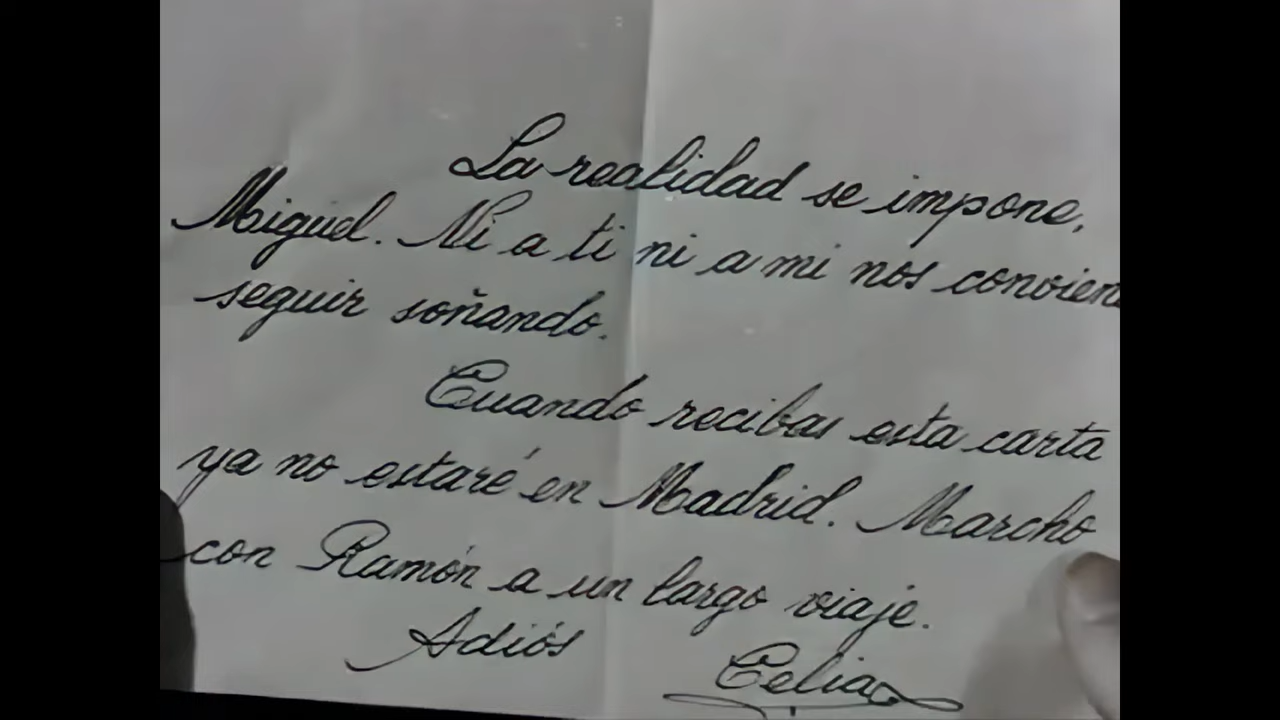 La realidad se impone,
Miguel. Ni a ti ni a mi nos convien
seguir soñando.
Cuando recibas esta carta
ya no estaré en Madrid. Marcho
con Ramón a un largo viaje.
Adiós Celia